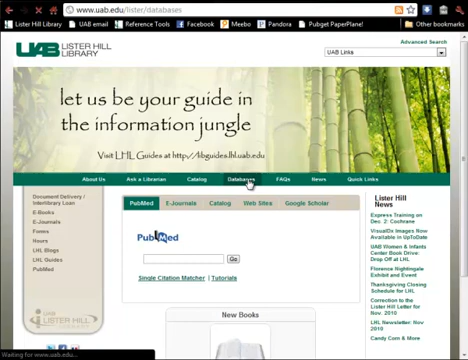 www.uab.edu/lister/databases
Lister Hill Library
UAB email
Reference Tools
Facebook
Meebo
Pandora
Pubget PaperPlane!
Other bookmarks
UAB LISTER HILL
LIBRARY
Advanced Search
UAB Links
let us be your guide in
the information jungle
Visit LHL Guides at http://libguides.lhl.uab.edu
About Us
Ask a Librarian
Catalog
Databases
FAQs
News
Quick Links
Document Delivery /
Interlibrary Loan
E-Books
E-Journals
Forms
Hours
LHL Blogs
LHL Guides
PubMed
UAB
LISTER HILL
PubMed
E-Journals
Catalog
Web Sites
Google Scholar
PubMed
Go
Single Citation Matcher | Tutorials
New Books
Lister Hill
News
Express Training on
Dec 2: Cochrane
VisualDx Images Now
Available in UpToDate
UAB Women & Infants
Center Book Drive:
Drop Off at LHL
Florence Nightingale
Exhibit and Event
Thanksgiving Closing
Schedule for LHL
Correction to the
Lister Hill Letter for
Nov. 2010
LHL Newsletter: Nov
2010
Candy Corn & More
Waiting for www.uab.edu...